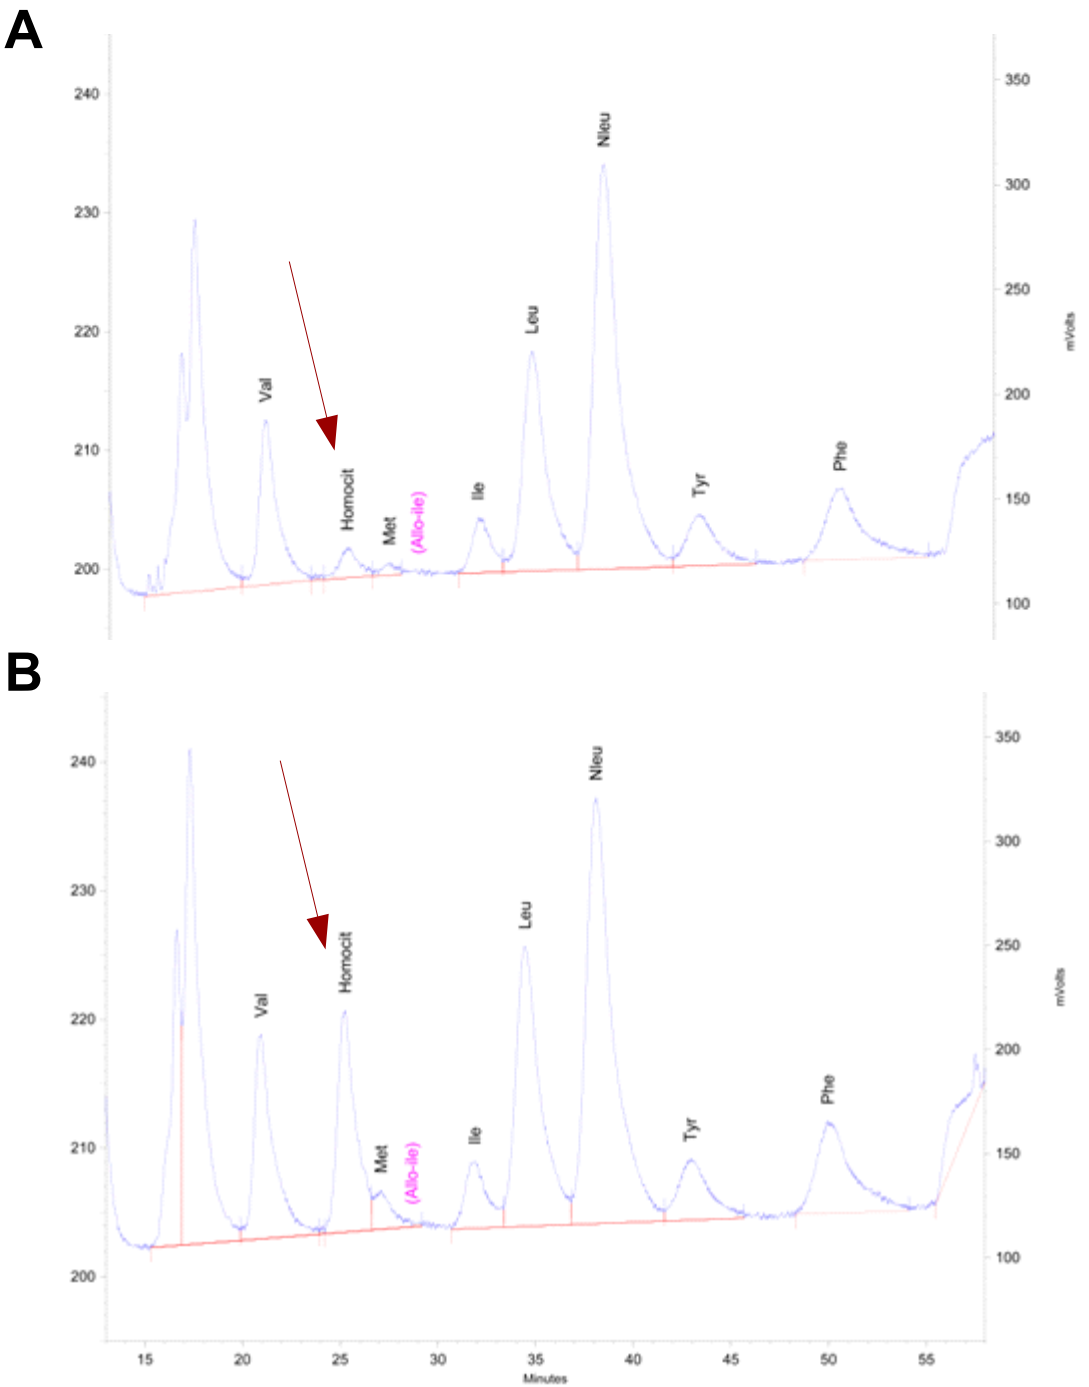 A
240
230
220
210
200
350
300
250
200
150
100
mVolts
Val
Homocit
Met
(Allo-ile)
Ile
Leu
Nleu
Tyr
Phe
B
240
230
220
210
200
350
300
250
200
150
100
mVolts
Val
Homocit
Met
(Allo-ile)
Ile
Leu
Nleu
Tyr
Phe
15 20 25 30 35 40 45 50 55
Minutes